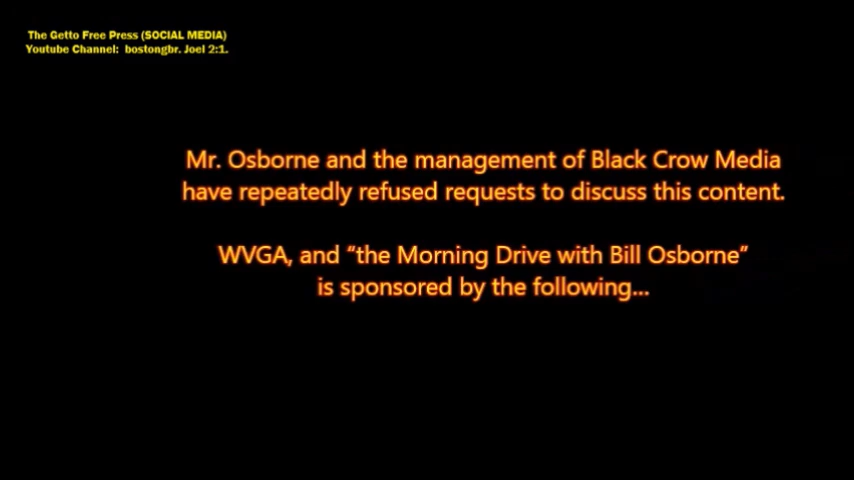 The Getto Free Press (SOCIAL MEDIA)
Youtube Channel: bostongbr. Joel 2:1.
Mr. Osborne and the management of Black Crow Media
have repeatedly refused requests to discuss this content.
WVGA, and “the Morning Drive with Bill Osborne”
is sponsored by the following...